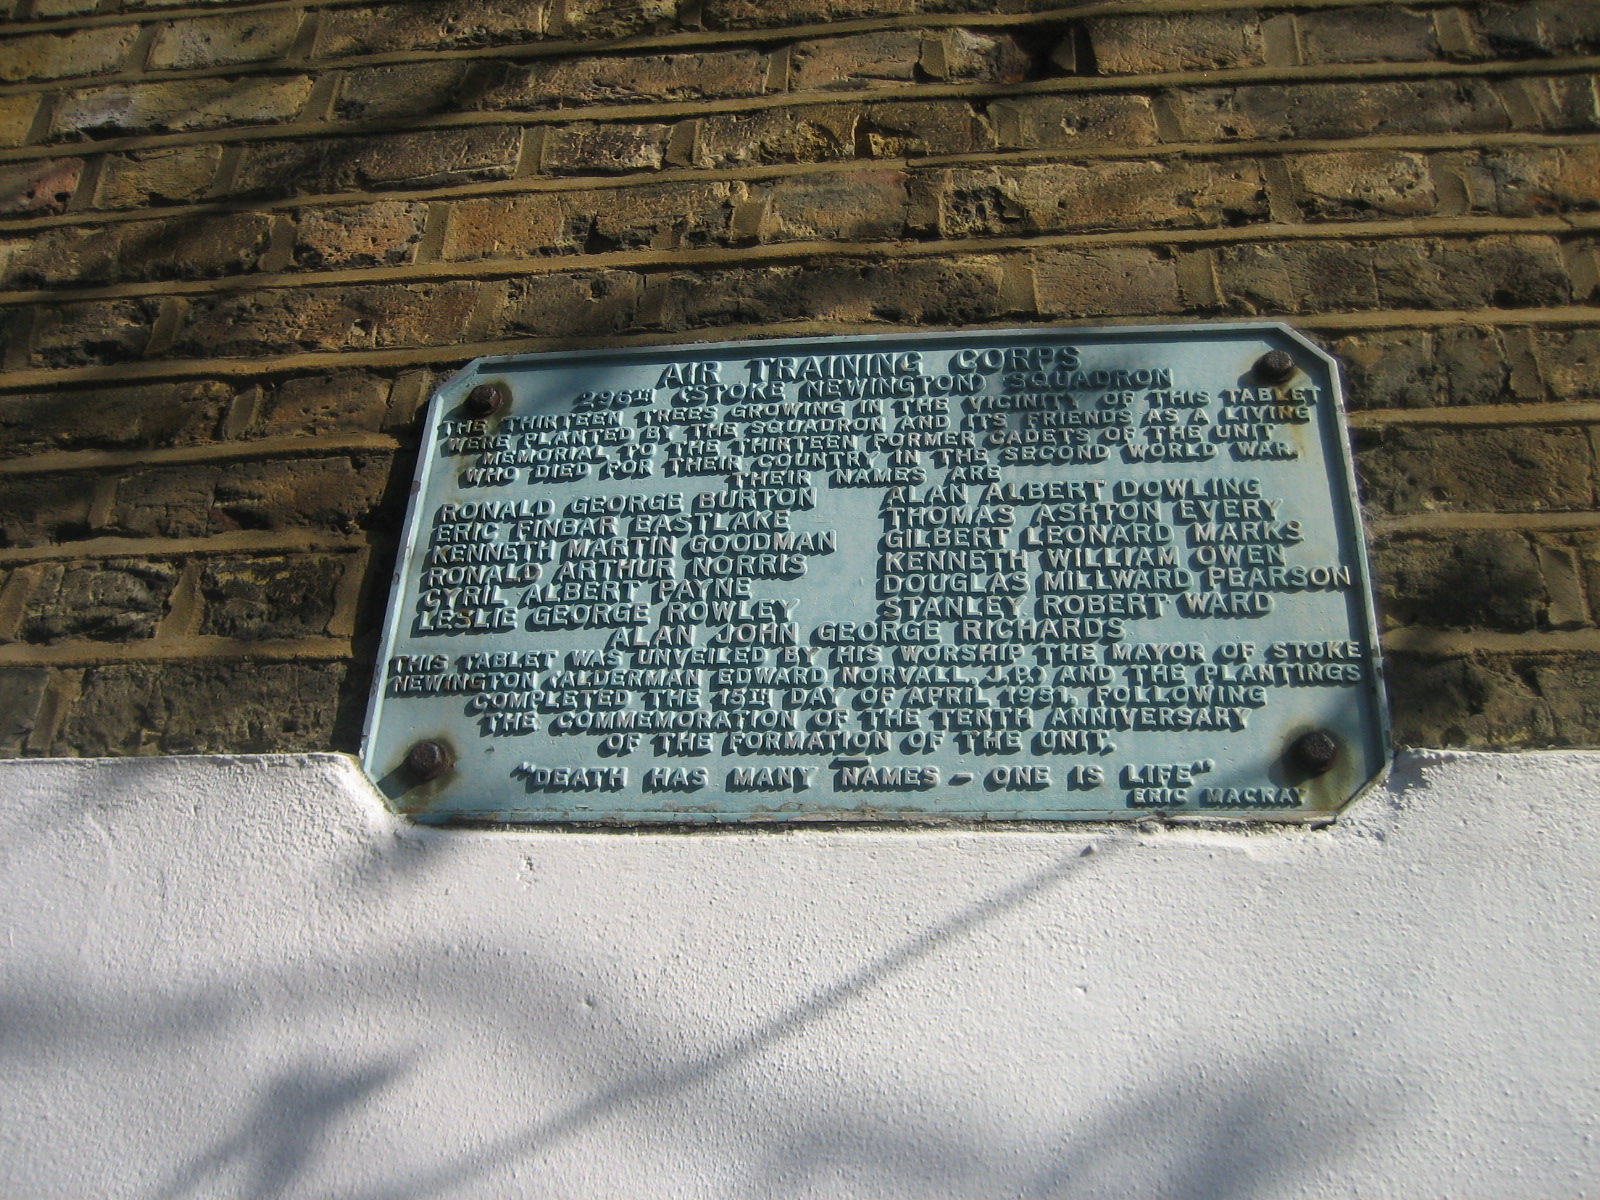 AIR TRAINING CORPS
296TH (STOKE NEWINGTON) SQUADRON
THE THIRTEEN TREES GROWING IN THE VICINITY OF THIS TABLET
WERE PLANTED BY THE SQUADRON AND ITS FRIENDS AS A LIVING
MEMORIAL TO THE THIRTEEN FORMER CADETS OF THE UNIT
WHO DIED FOR THEIR COUNTRY IN THE SECOND WORLD WAR.
THEIR NAMES ARE
RONALD GEORGE BURTON ALAN ALBERT DOWLING
ERIC FINBAR EASTLAKE THOMAS ASHTON EVERY
KENNETH MARTIN GOODMAN GILBERT LEONARD MARKS
RONALD ARTHUR NORRIS KENNETH WILLIAM OWEN
CYRIL ALBERT PAYNE DOUGLAS MILLWARD PEARSON
LESLIE GEORGE ROWLEY STANLEY ROBERT WARD
ALAN JOHN GEORGE RICHARDS
THIS TABLET WAS UNVEILED BY HIS WORSHIP THE MAYOR OF STOKE
NEWINGTON (ALDERMAN EDWARD NORVALL, J.P.) AND THE PLANTINGS
COMPLETED THE 15TH DAY OF APRIL 1951, FOLLOWING
THE COMMEMORATION OF THE TENTH ANNIVERSARY
OF THE FORMATION OF THE UNIT.
"DEATH HAS MANY NAMES - ONE IS LIFE"
ERIC MACKAY